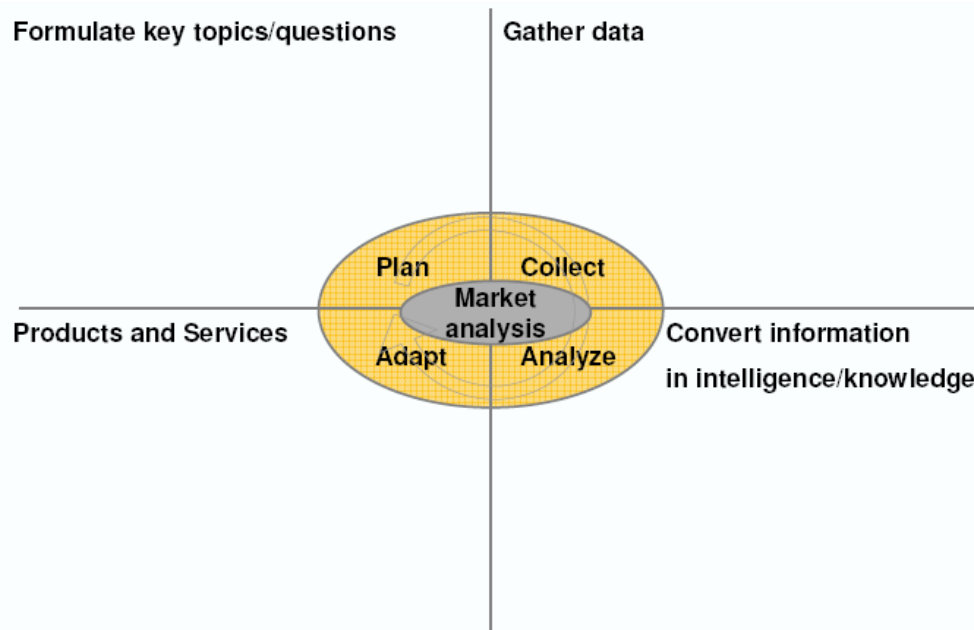 Formulate key topics/questions
Gather data
Plan
Collect
Market
analysis
Products and Services
Convert information
in intelligence/knowledge
Adapt
Analyze